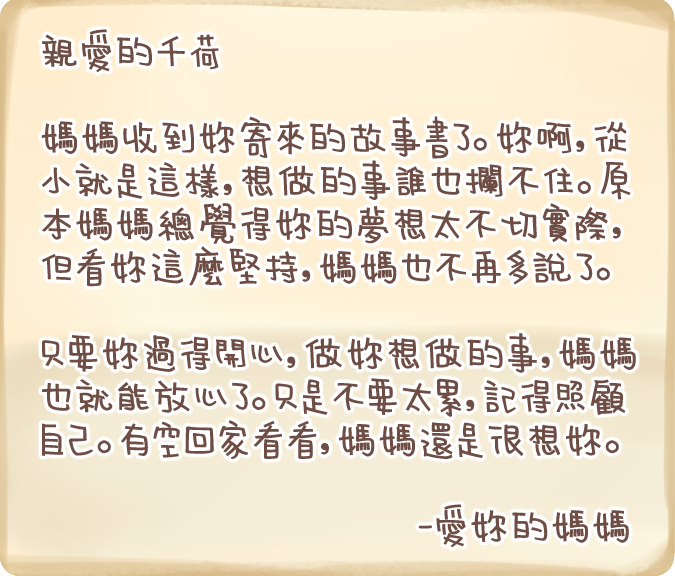 親愛的千荷
媽媽收到妳寄來的故事書了。妳啊,從
小就是這樣,想做的事誰也攔不住。原
本媽媽總覺得妳的夢想太不切實際,
但看妳這麼堅持,媽媽也不再多說了。
只要妳過得開心,做妳想做的事,媽媽
也就能放心了。只是不要太累,記得照顧
自己。有空回家看看,媽媽還是很想妳。
-愛妳的媽媽